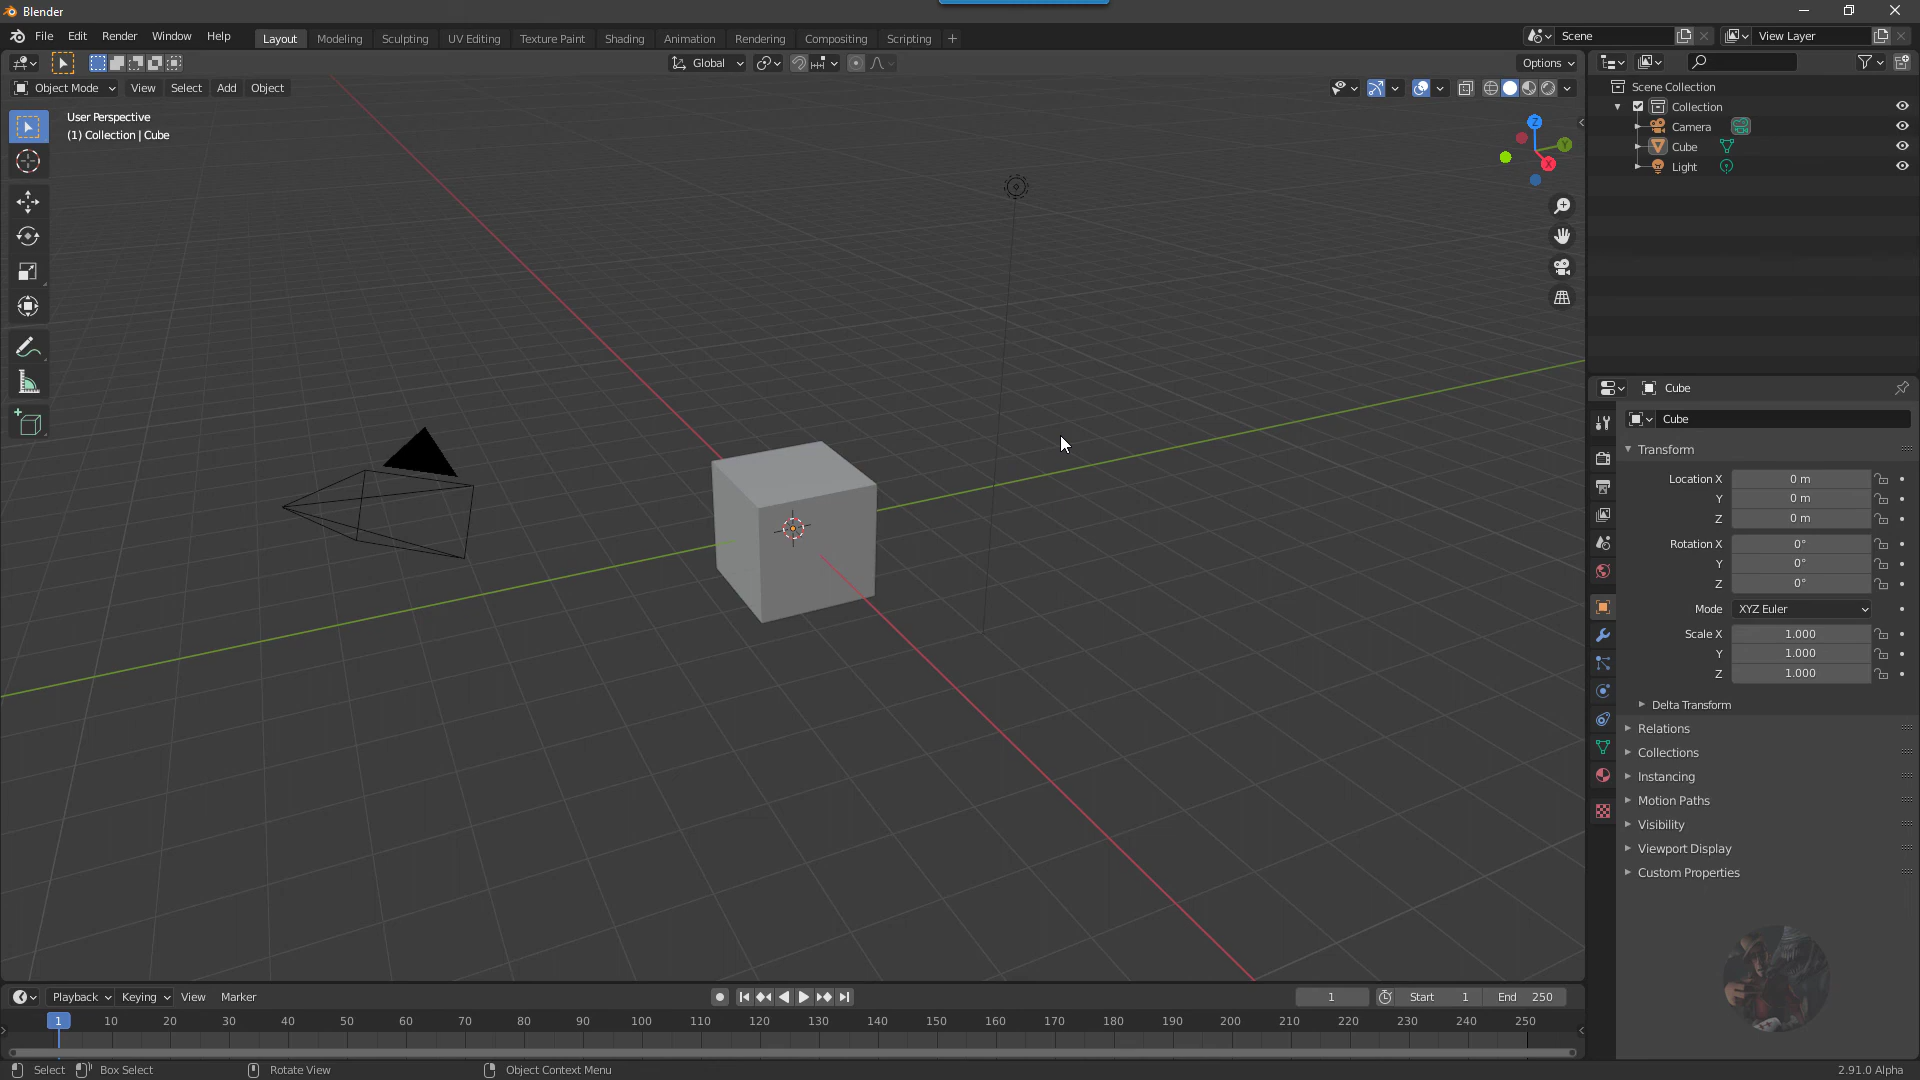 Blender
File Edit Render Window Help
Layout Modeling Sculpting UV Editing Texture Paint Shading Animation Rendering Compositing Scripting +
Scene
View Layer
Global
Options
Object Mode View Select Add Object
User Perspective
(1) Collection | Cube
Z
Y
X
Scene Collection
Collection
Camera
Cube
Light
Cube
Cube
Transform
Location X 0 m
Y 0 m
Z 0 m
Rotation X 0°
Y 0°
Z 0°
Mode XYZ Euler
Scale X 1.000
Y 1.000
Z 1.000
Delta Transform
Relations
Collections
Instancing
Motion Paths
Visibility
Viewport Display
Custom Properties
Playback Keying View Marker
1
Start 1
End 250
1 10 20 30 40 50 60 70 80 90 100 110 120 130 140 150 160 170 180 190 200 210 220 230 240 250
Select Box Select Rotate View Object Context Menu
2.91.0 Alpha